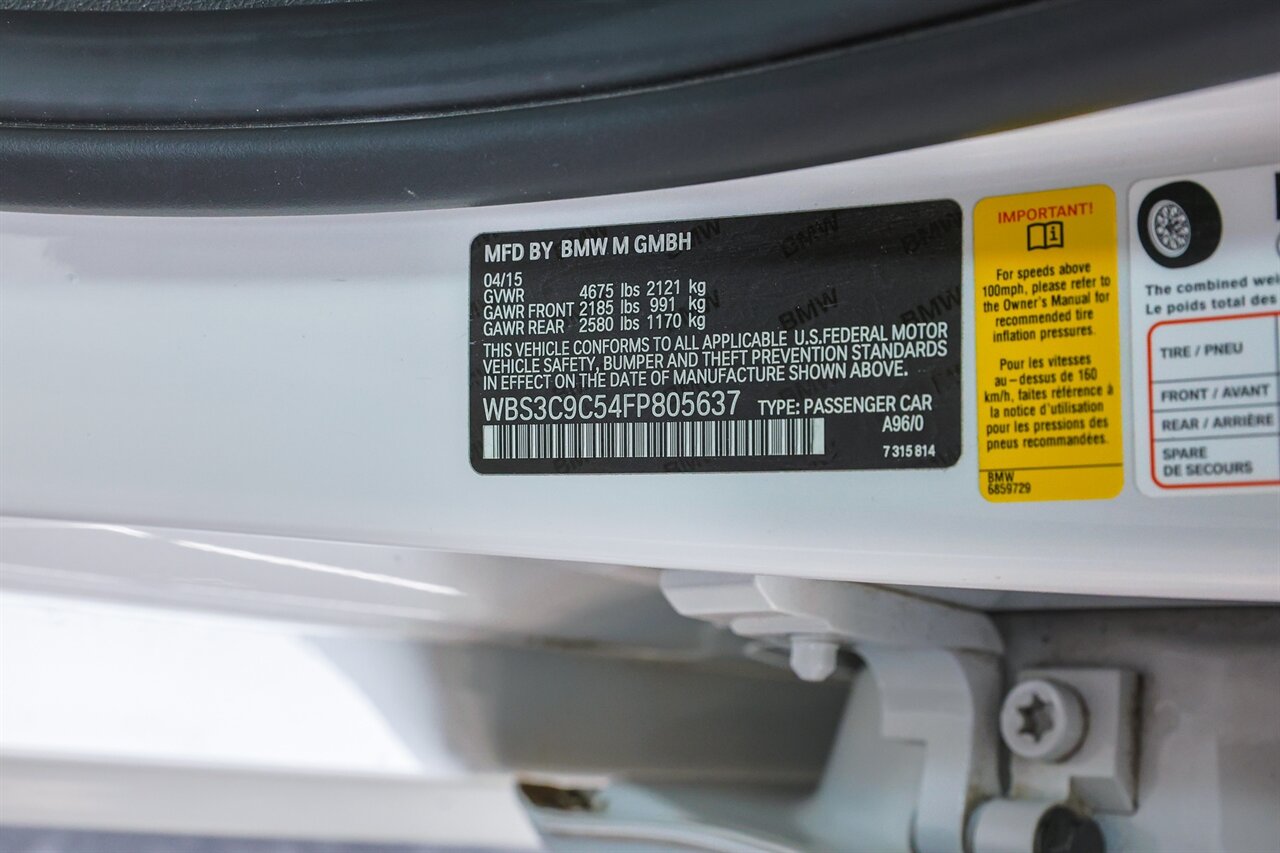 MFD BY BMW M GMBH
04/15
GVWR 4675 lbs 2121 kg
GAWR FRONT 2185 lbs 991 kg
GAWR REAR 2580 lbs 1170 kg
THIS VEHICLE CONFORMS TO ALL APPLICABLE U.S.FEDERAL MOTOR
VEHICLE SAFETY, BUMPER AND THEFT PREVENTION STANDARDS
IN EFFECT ON THE DATE OF MANUFACTURE SHOWN ABOVE.
WBS3C9C54FP805637 TYPE: PASSENGER CAR
A96/0
7 315 814
IMPORTANT!
For speeds above
100mph, please refer to
the Owner's Manual for
recommended tire
inflation pressures.
Pour les vitesses
au-dessus de 160
km/h, faites référence à
la notice d'utilisation
pour les pressions des
pneus recommandées.
BMW
6859729
The combined wei
Le poids total des
TIRE / PNEU
FRONT / AVANT
REAR / ARRIÈRE
SPARE
DE SECOURS